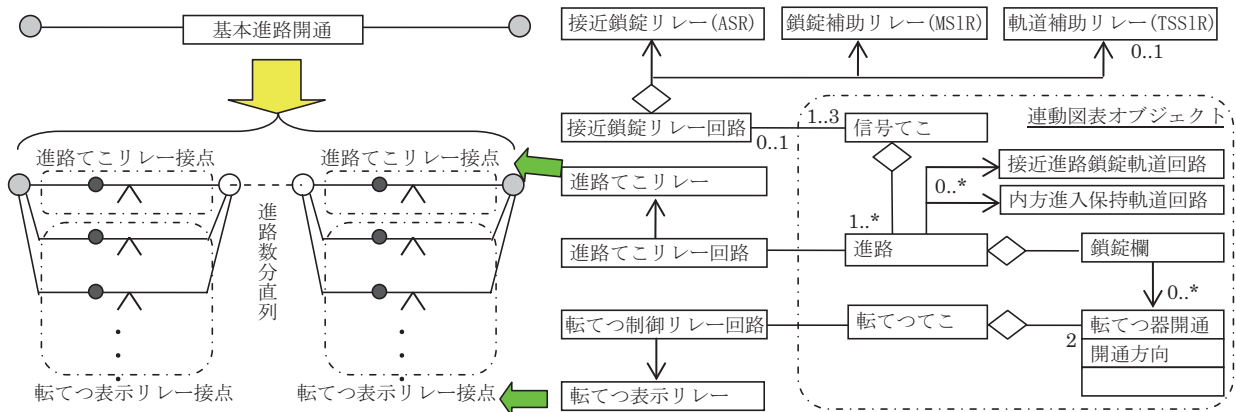 基本進路開通
進路てこリレー接点
進路てこリレー接点
進路数分直列
転てつ表示リレー接点
転てつ表示リレー接点
接近鎖錠リレー(ASR)
鎖錠補助リレー(MS1R)
軌道補助リレー(TSS1R)
0..1
接近鎖錠リレー回路
0..1
1..3
信号てこ
連動図表オブジェクト
進路てこリレー
接近進路鎖錠軌道回路
0..*
内方進入保持軌道回路
1..*
進路てこリレー回路
進路
鎖錠欄
0..*
転てつ制御リレー回路
転てつてこ
2
転てつ器開通
開通方向
転てつ表示リレー